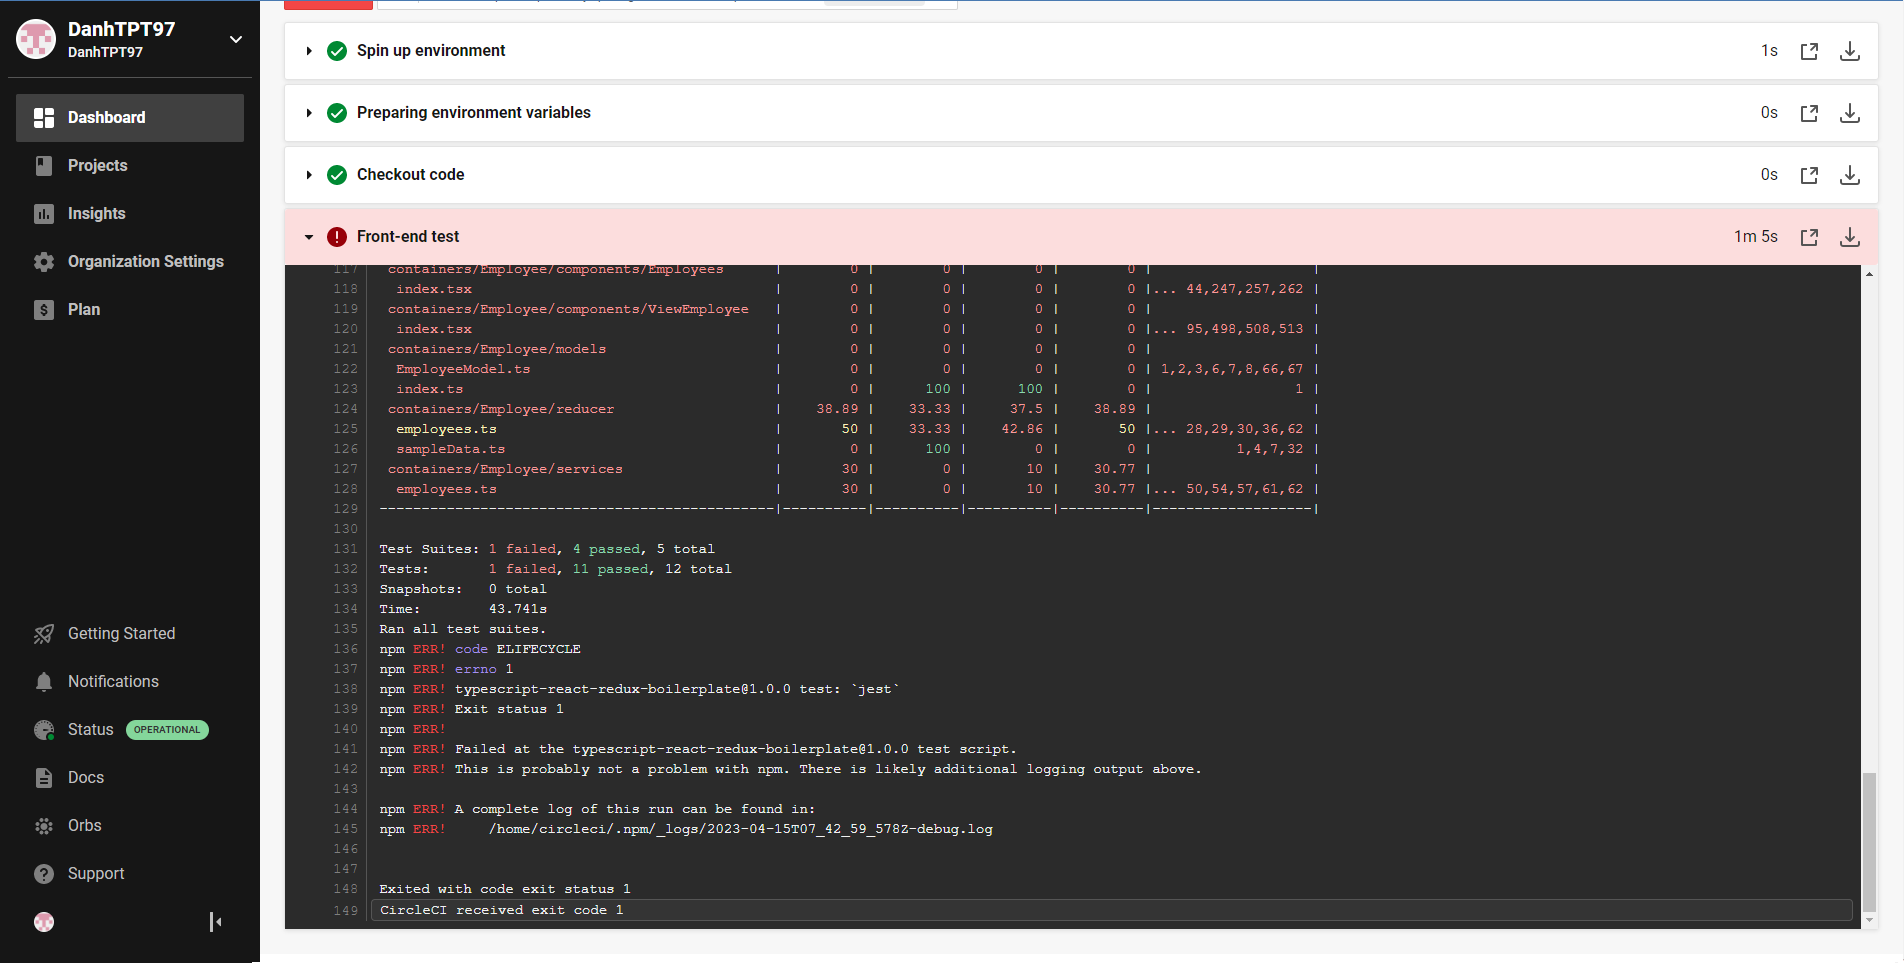 DanhTPT97
DanhTPT97
Dashboard
Projects
Insights
Organization Settings
Plan
Getting Started
Notifications
Status OPERATIONAL
Docs
Orbs
Support
Spin up environment 1s
Preparing environment variables 0s
Checkout code 0s
Front-end test 1m 5s
117 containers/Employee/components/Employees | 0 | 0 | 0 | 0 | |
118 index.tsx | 0 | 0 | 0 | 0 |... 44,247,257,262 |
119 containers/Employee/components/ViewEmployee | 0 | 0 | 0 | 0 | |
120 index.tsx | 0 | 0 | 0 | 0 |... 95,498,508,513 |
121 containers/Employee/models | 0 | 0 | 0 | 0 | |
122 EmployeeModel.ts | 0 | 0 | 0 | 0 | 1,2,3,6,7,8,66,67 |
123 index.ts | 0 | 100 | 100 | 0 | 1 |
124 containers/Employee/reducer | 38.89 | 33.33 | 37.5 | 38.89 | |
125 employees.ts | 50 | 33.33 | 42.86 | 50 |... 28,29,30,36,62 |
126 sampleData.ts | 0 | 100 | 0 | 0 | 1,4,7,32 |
127 containers/Employee/services | 30 | 0 | 10 | 30.77 | |
128 employees.ts | 30 | 0 | 10 | 30.77 |... 50,54,57,61,62 |
129 -----------------------------------------------|----------|----------|----------|----------|-------------------|
130
131 Test Suites: 1 failed, 4 passed, 5 total
132 Tests: 1 failed, 11 passed, 12 total
133 Snapshots: 0 total
134 Time: 43.741s
135 Ran all test suites.
136 npm ERR! code ELIFECYCLE
137 npm ERR! errno 1
138 npm ERR! typescript-react-redux-boilerplate@1.0.0 test: `jest`
139 npm ERR! Exit status 1
140 npm ERR!
141 npm ERR! Failed at the typescript-react-redux-boilerplate@1.0.0 test script.
142 npm ERR! This is probably not a problem with npm. There is likely additional logging output above.
143
144 npm ERR! A complete log of this run can be found in:
145 npm ERR! /home/circleci/.npm/_logs/2023-04-15T07_42_59_578Z-debug.log
146
147
148 Exited with code exit status 1
149 CircleCI received exit code 1